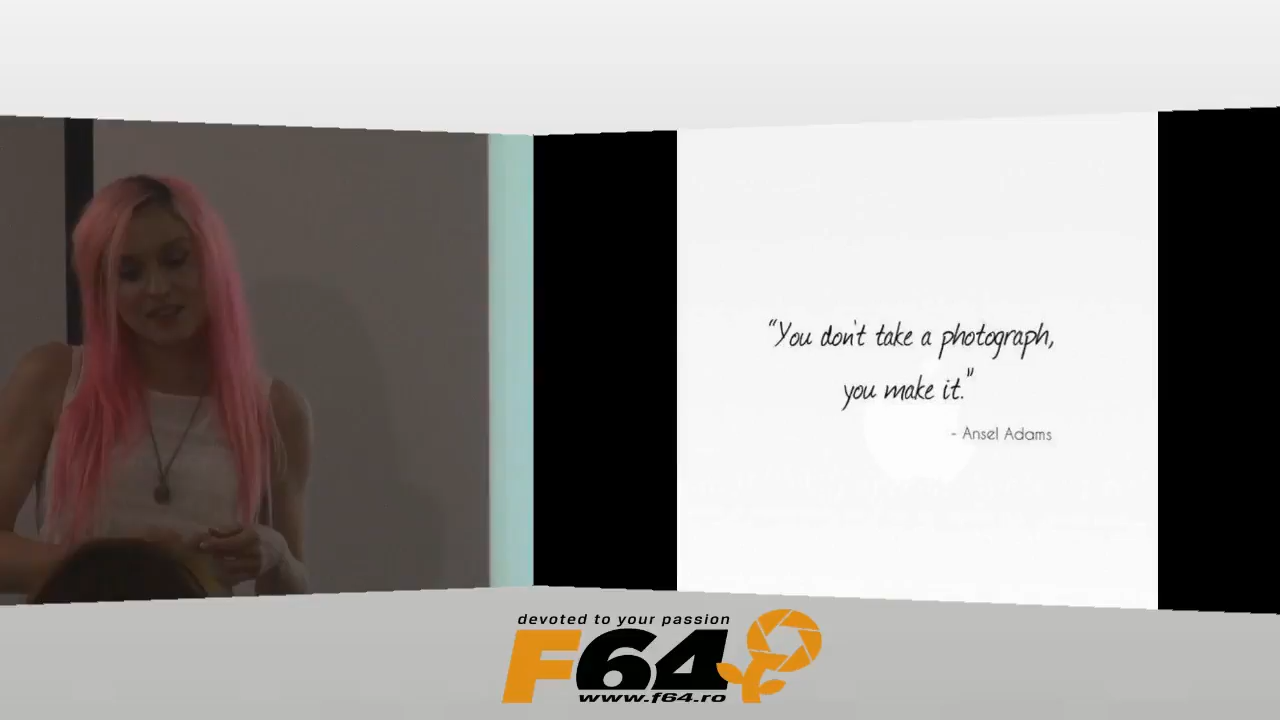 “You don't take a photograph,
you make it.”
- Ansel Adams
devoted to your passion
F64
www.f64.ro